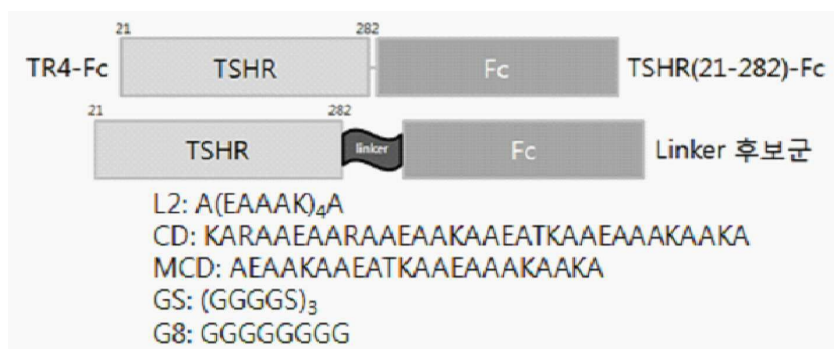 21 282
TR4-Fc TSHR Fc TSHR(21-282)-Fc
21 282
TSHR linker Fc Linker 후보군
L2: A(EAAAK)₄A
CD: KARAAEAARAAEAAKAAEATKAAEAAAKAAKA
MCD: AEAAKAAEATKAAEAAAKAAKA
GS: (GGGGS)₃
G8: GGGGGGGG